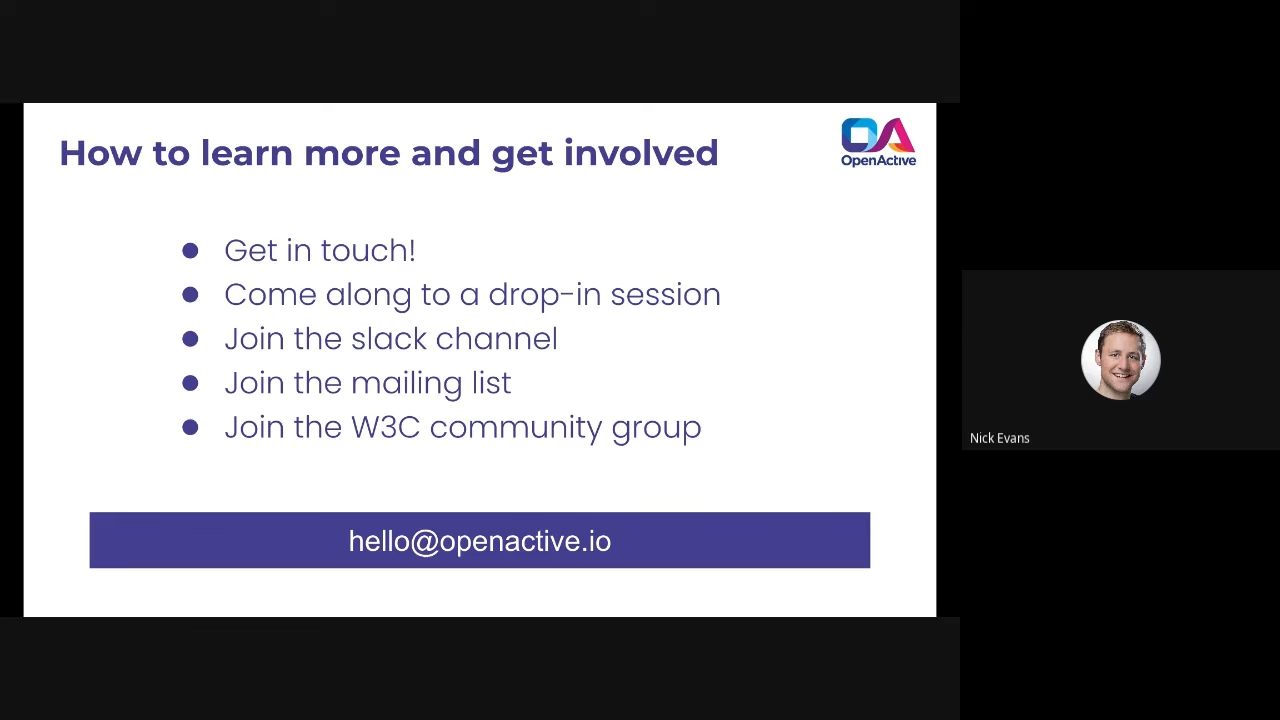 How to learn more and get involved
OA
OpenActive
● Get in touch!
● Come along to a drop-in session
● Join the slack channel
● Join the mailing list
● Join the W3C community group
hello@openactive.io
Nick Evans